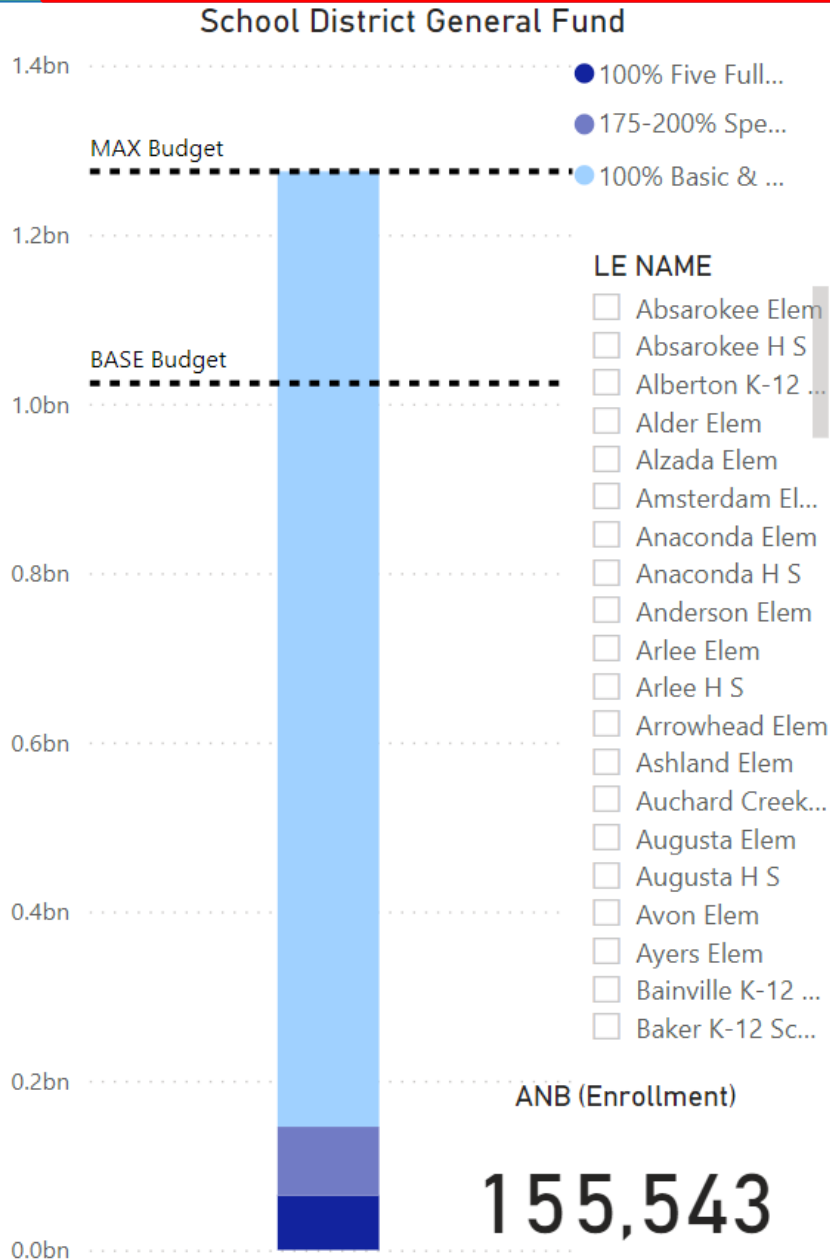 School District General Fund
1.4bn
100% Five Full...
175-200% Spe...
MAX Budget
100% Basic & ...
1.2bn
LE NAME
Absarokee Elem
Absarokee H S
BASE Budget
Alberton K-12 ...
1.0bn
Alder Elem
Alzada Elem
Amsterdam El...
Anaconda Elem
0.8bn
Anaconda H S
Anderson Elem
Arlee Elem
Arlee H S
Arrowhead Elem
0.6bn
Ashland Elem
Auchard Creek...
Augusta Elem
Augusta H S
0.4bn
Avon Elem
Ayers Elem
Bainville K-12 ...
Baker K-12 Sc...
0.2bn
ANB (Enrollment)
155,543
0.0bn